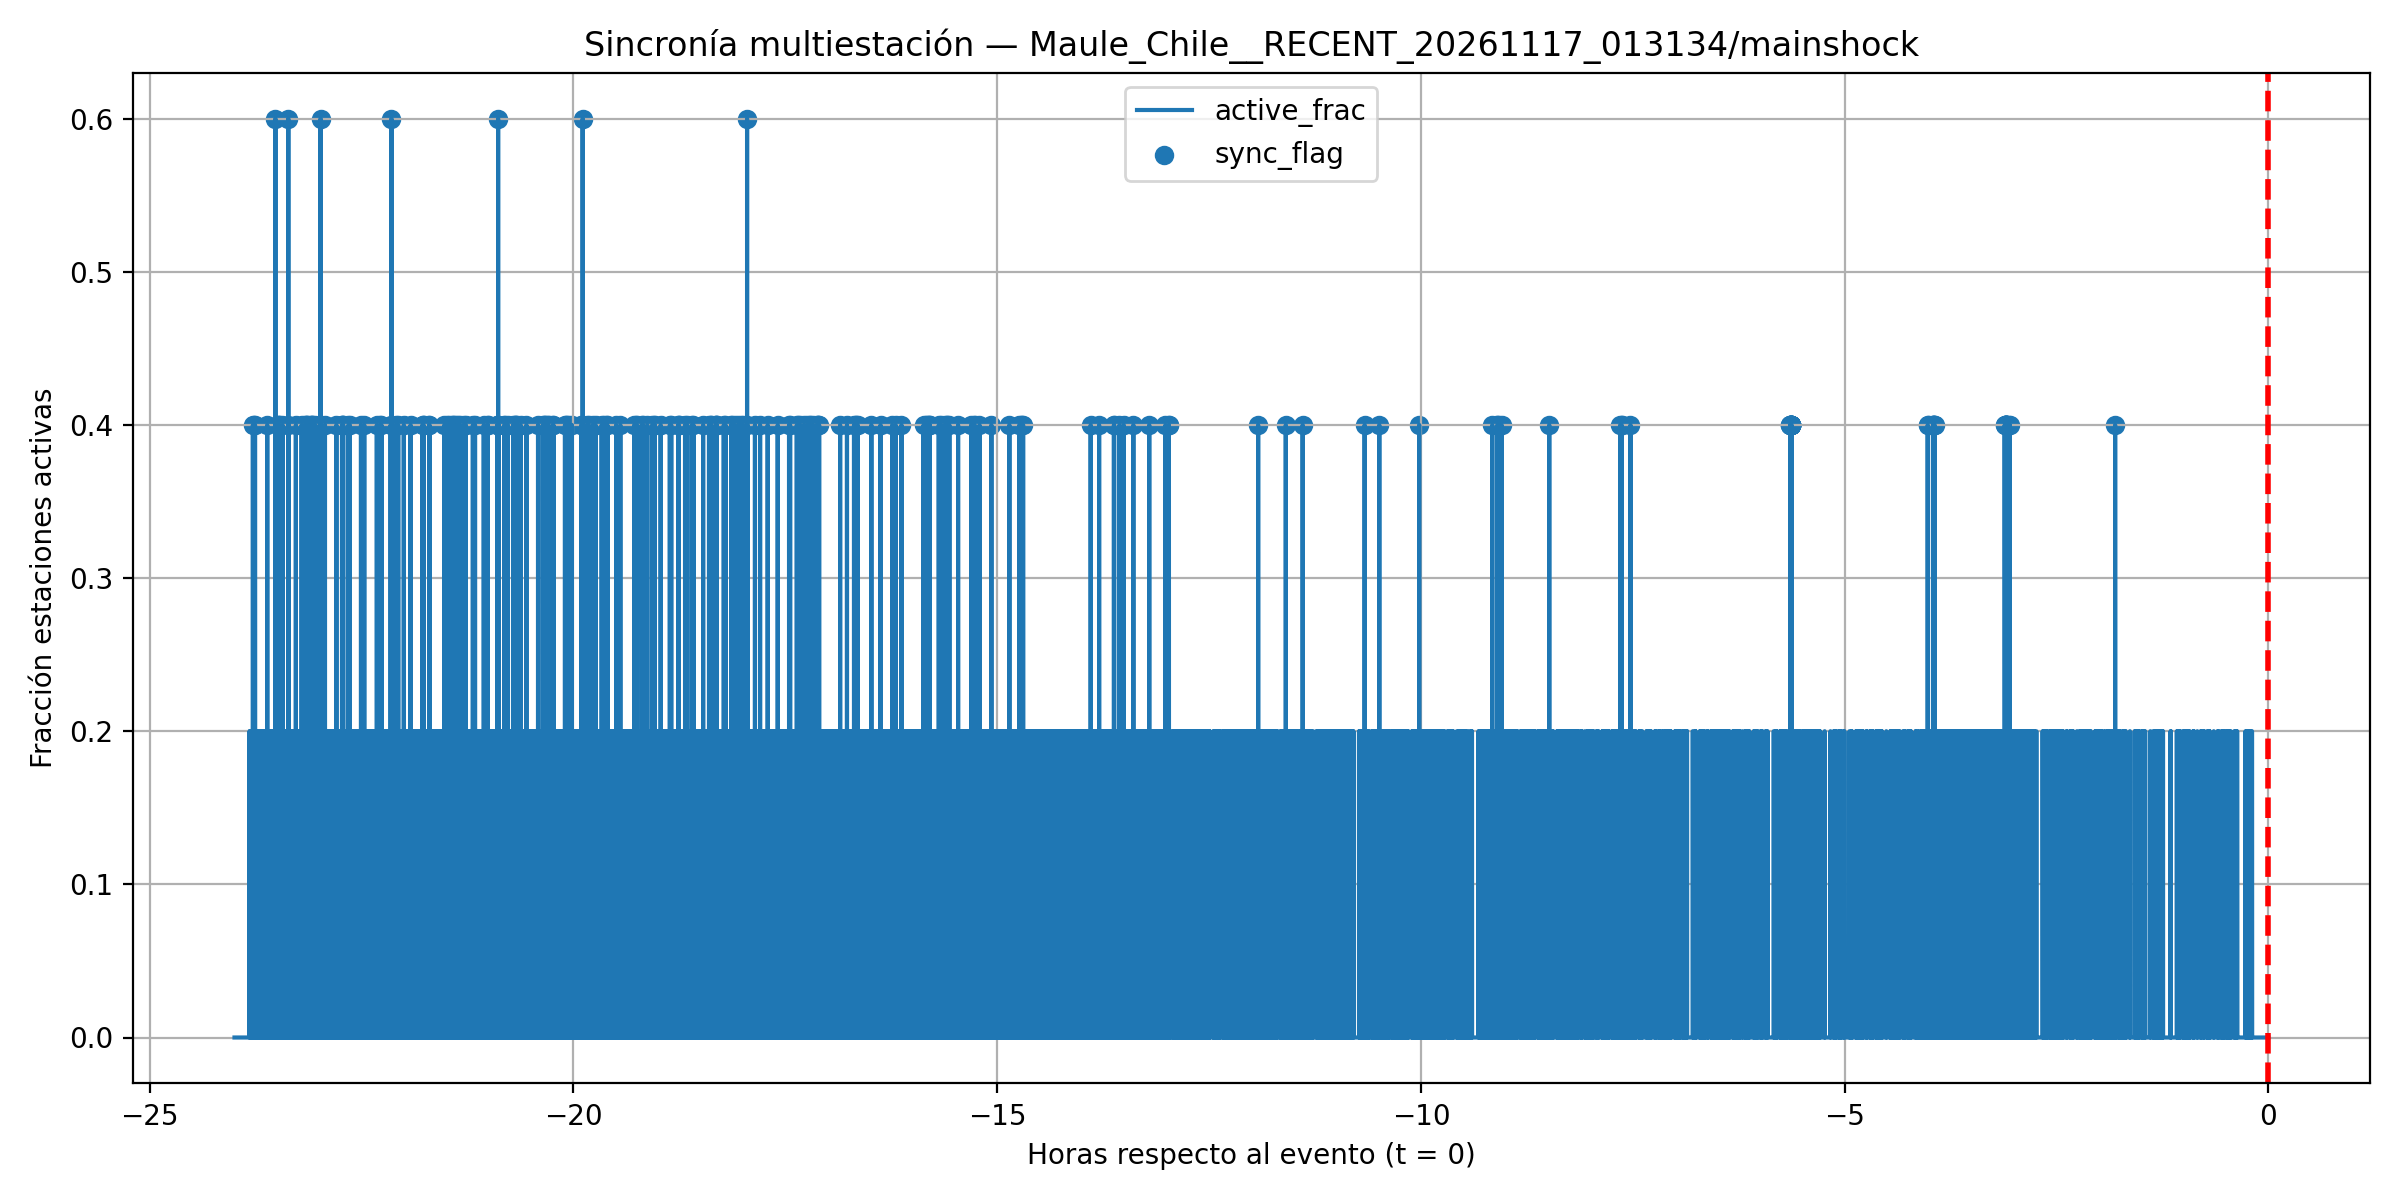 Sincronía multiestación — Maule_Chile__RECENT_20261117_013134/mainshock
active_frac
sync_flag
Fracción estaciones activas
0.6
0.5
0.4
0.3
0.2
0.1
0.0
−25
−20
−15
−10
−5
0
Horas respecto al evento (t = 0)